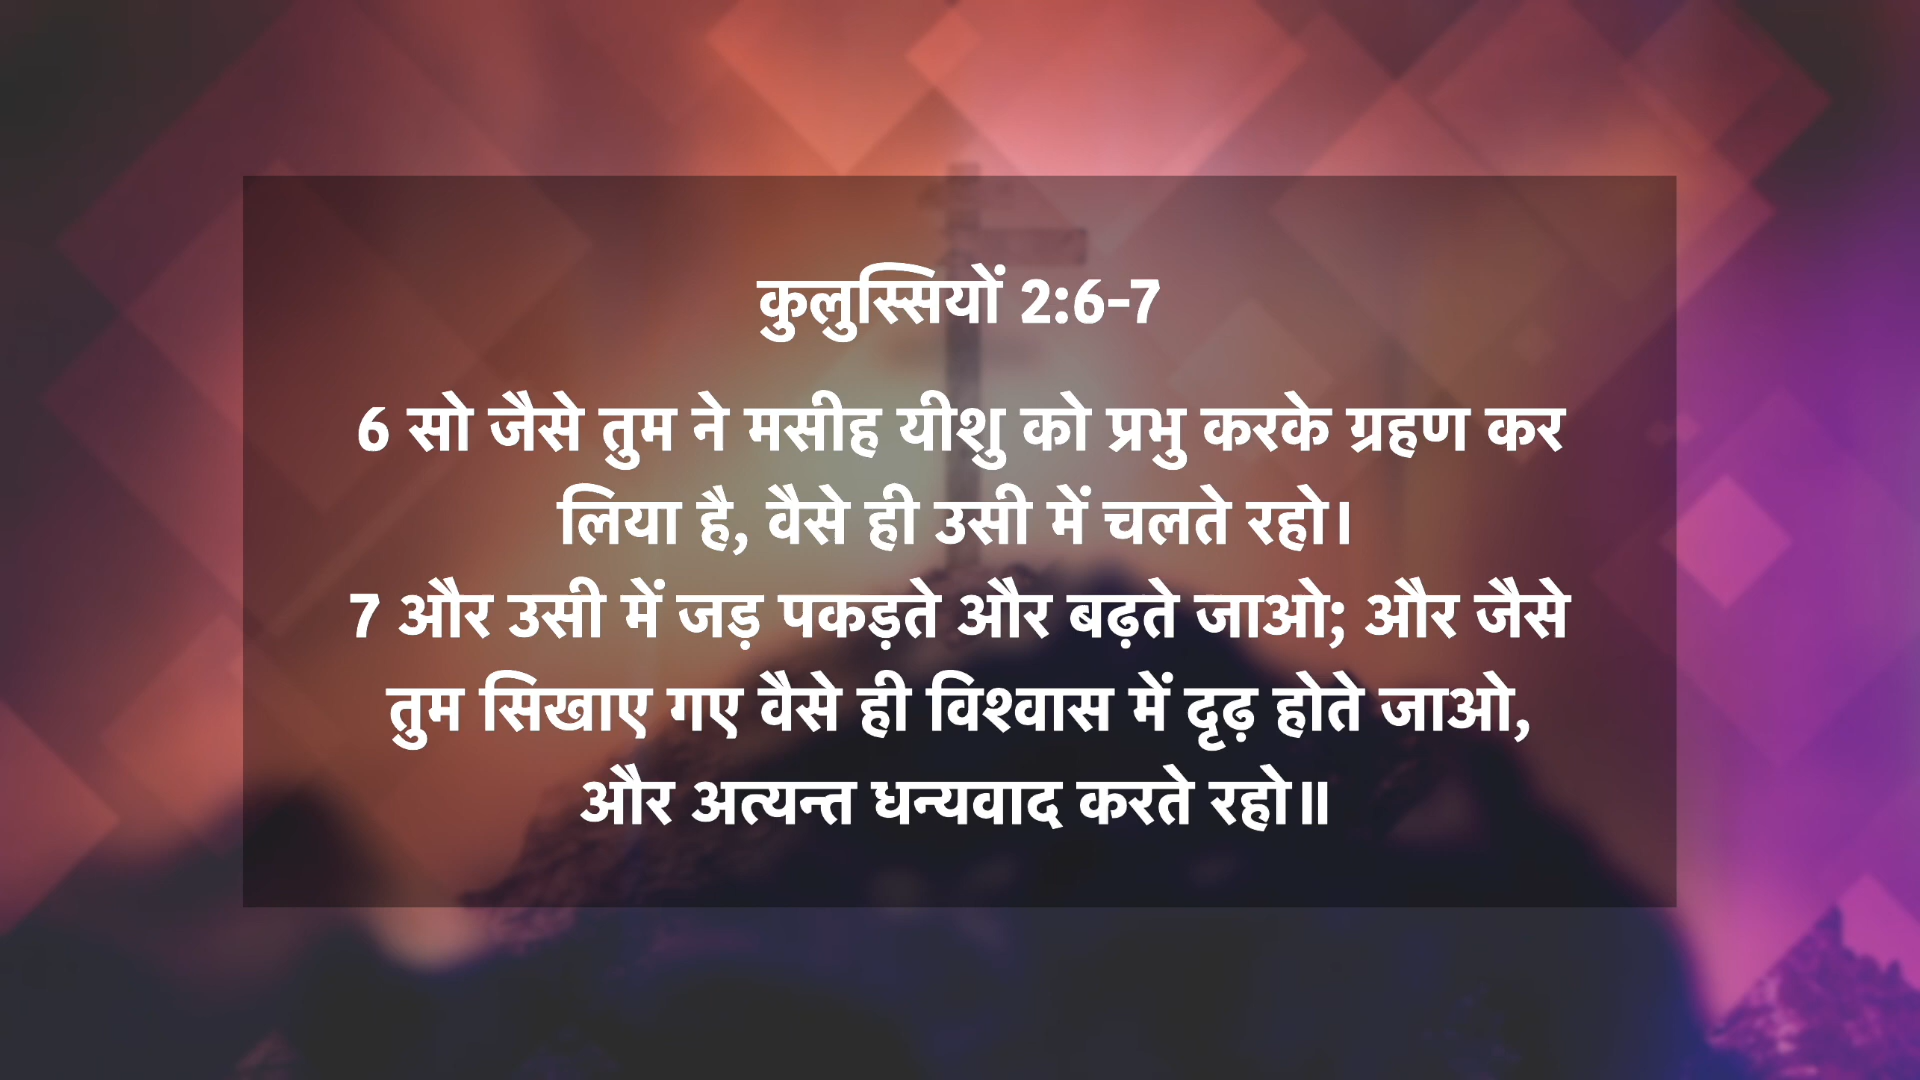 कुलुस्सियों 2:6-7
6 सो जैसे तुम ने मसीह यीशु को प्रभु करके ग्रहण कर
लिया है, वैसे ही उसी में चलते रहो।
7 और उसी में जड़ पकड़ते और बढ़ते जाओ; और जैसे
तुम सिखाए गए वैसे ही विश्वास में दृढ़ होते जाओ,
और अत्यन्त धन्यवाद करते रहो॥